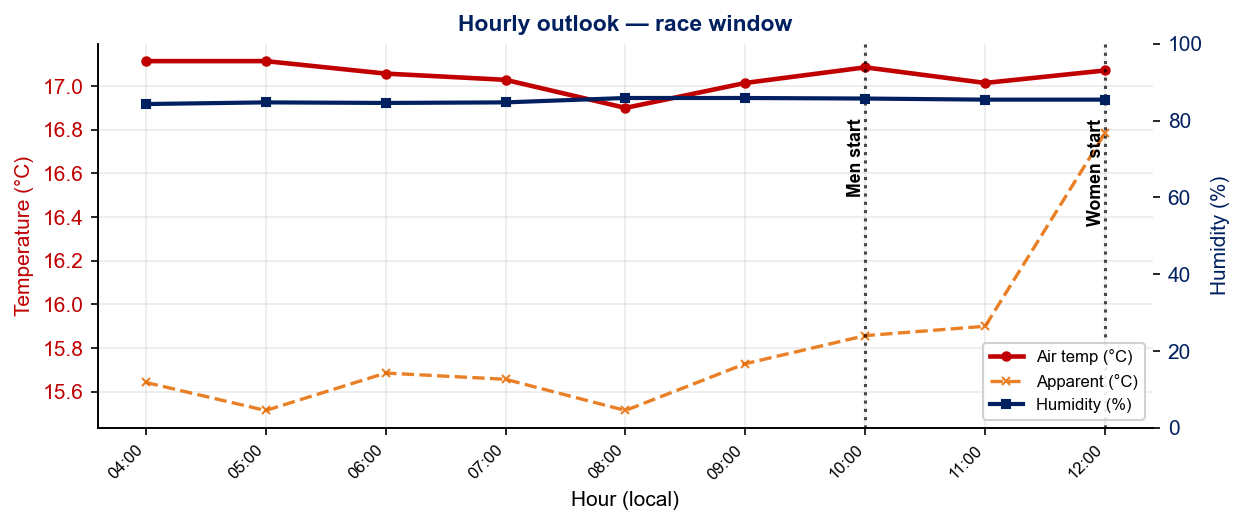 Hourly outlook — race window
Temperature (°C)
17.0
16.8
16.6
16.4
16.2
16.0
15.8
15.6
Men start
Women start
100
80
60
40
20
0
Humidity (%)
Air temp (°C)
Apparent (°C)
Humidity (%)
04:00
05:00
06:00
07:00
08:00
09:00
10:00
11:00
12:00
Hour (local)